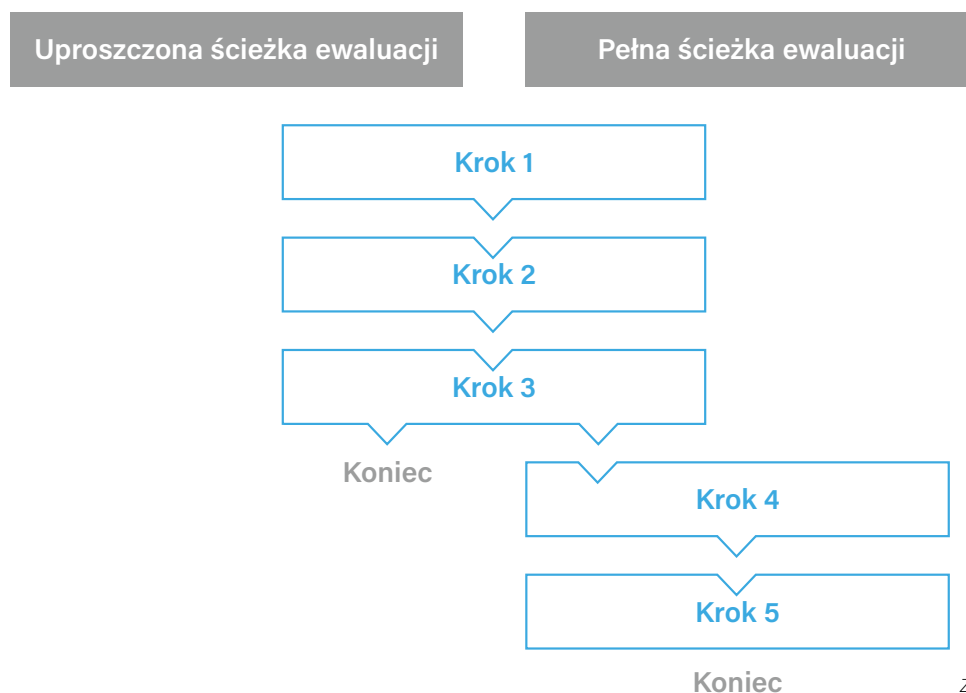 Uproszczona ścieżka ewaluacji
Pełna ścieżka ewaluacji
Krok 1
Krok 2
Krok 3
Koniec
Krok 4
Krok 5
Koniec